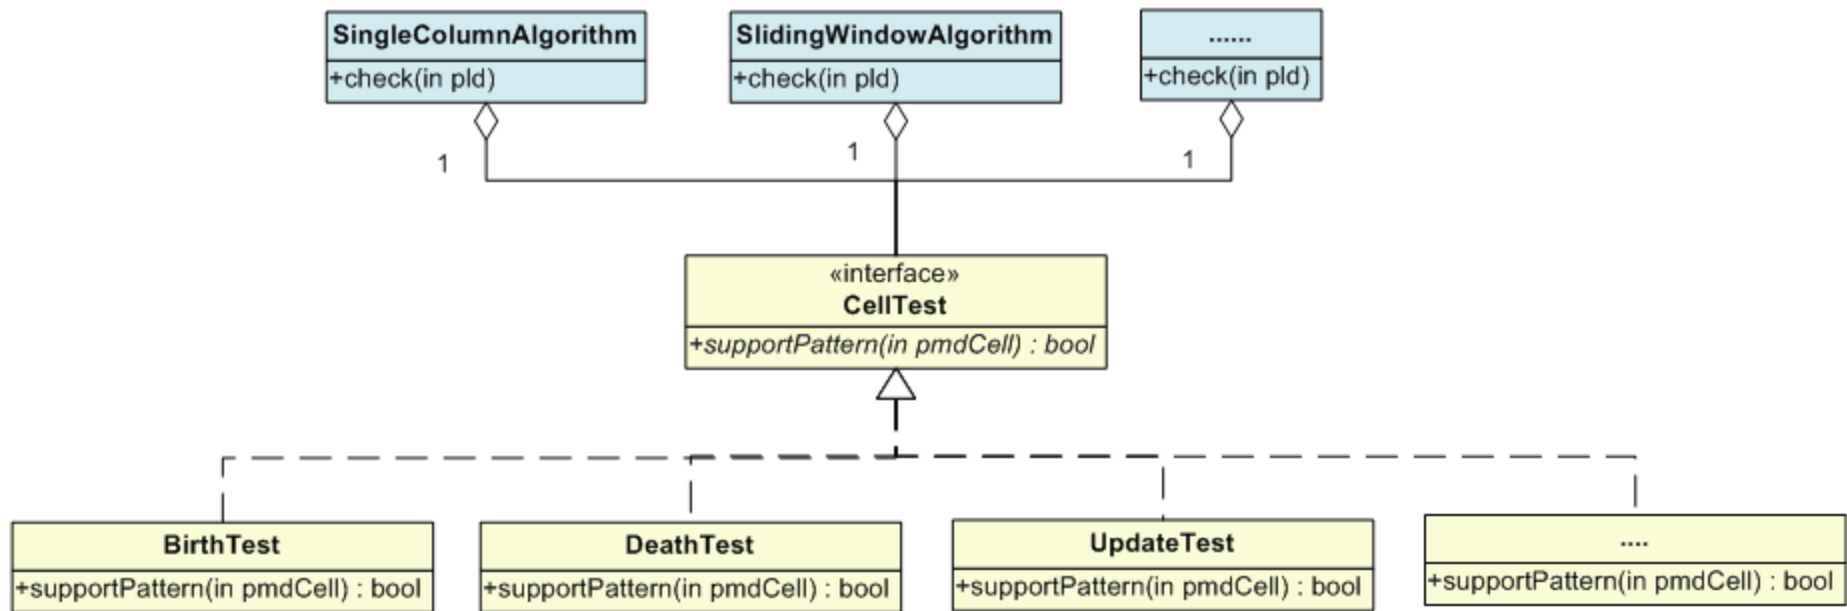 SingleColumnAlgorithm
+check(in pld)
SlidingWindowAlgorithm
+check(in pld)
......
+check(in pld)
1
1
1
«interface»
CellTest
+supportPattern(in pmdCell) : bool
BirthTest
+supportPattern(in pmdCell) : bool
DeathTest
+supportPattern(in pmdCell) : bool
UpdateTest
+supportPattern(in pmdCell) : bool
....
+supportPattern(in pmdCell) : bool